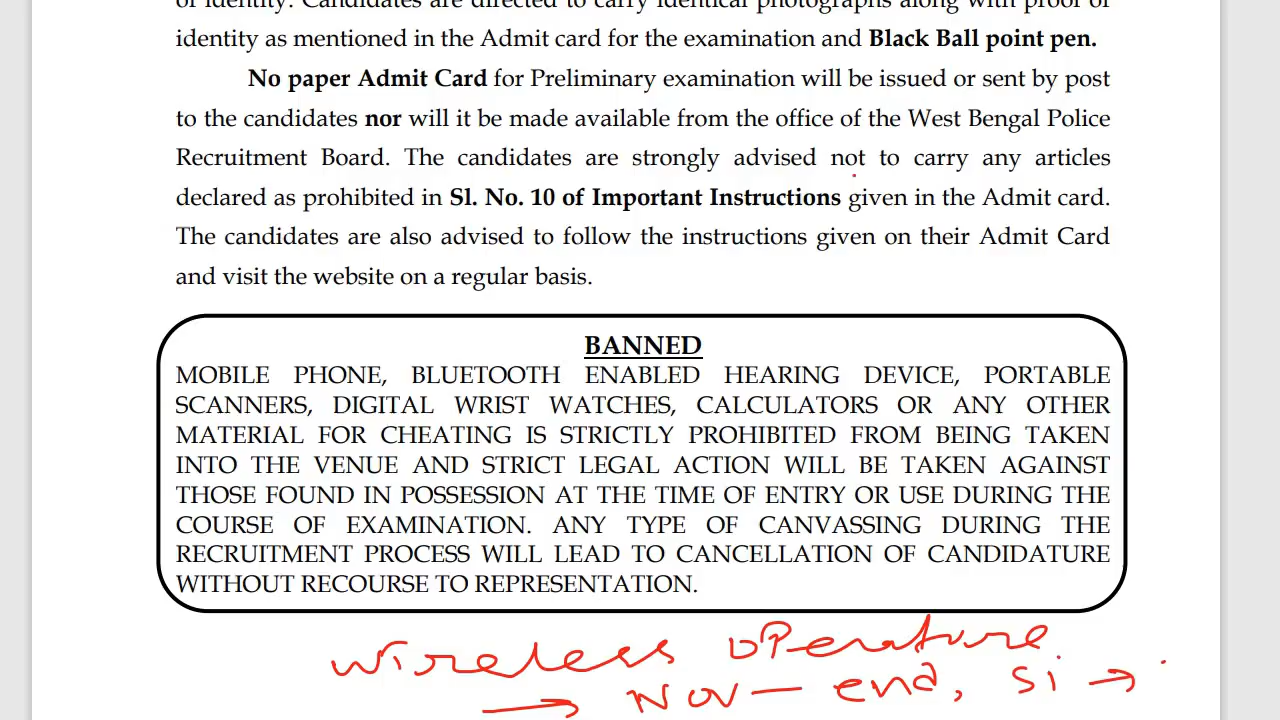 of identity. Candidates are directed to carry identical photographs along with proof of
identity as mentioned in the Admit card for the examination and Black Ball point pen.
No paper Admit Card for Preliminary examination will be issued or sent by post
to the candidates nor will it be made available from the office of the West Bengal Police
Recruitment Board. The candidates are strongly advised not to carry any articles
declared as prohibited in Sl. No. 10 of Important Instructions given in the Admit card.
The candidates are also advised to follow the instructions given on their Admit Card
and visit the website on a regular basis.
BANNED
MOBILE PHONE, BLUETOOTH ENABLED HEARING DEVICE, PORTABLE
SCANNERS, DIGITAL WRIST WATCHES, CALCULATORS OR ANY OTHER
MATERIAL FOR CHEATING IS STRICTLY PROHIBITED FROM BEING TAKEN
INTO THE VENUE AND STRICT LEGAL ACTION WILL BE TAKEN AGAINST
THOSE FOUND IN POSSESSION AT THE TIME OF ENTRY OR USE DURING THE
COURSE OF EXAMINATION. ANY TYPE OF CANVASSING DURING THE
RECRUITMENT PROCESS WILL LEAD TO CANCELLATION OF CANDIDATURE
WITHOUT RECOURSE TO REPRESENTATION.
wireless operature
→ Nov — end, Si →